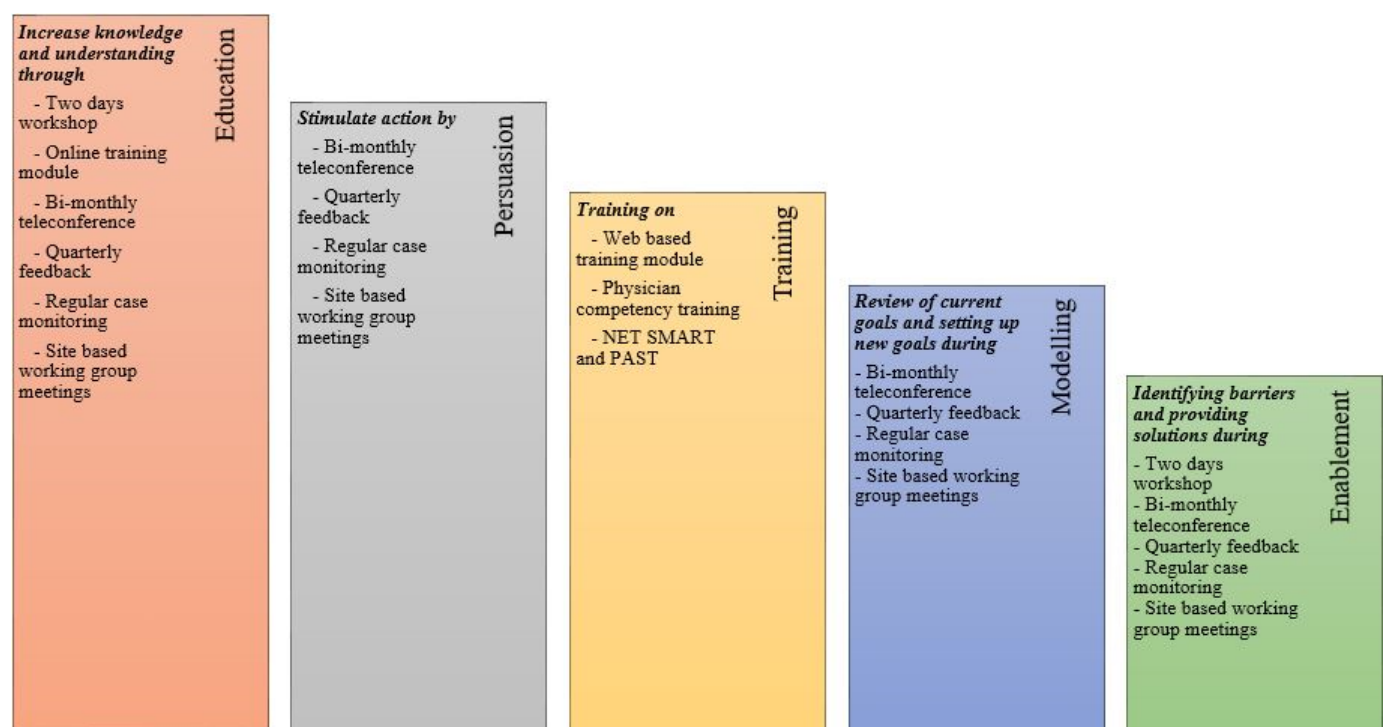 Increase knowledge
and understanding
through
- Two days
workshop
- Online training
module
- Bi-monthly
teleconference
- Quarterly
feedback
- Regular case
monitoring
- Site based
working group
meetings
Education
Stimulate action by
- Bi-monthly
teleconference
- Quarterly
feedback
- Regular case
monitoring
- Site based
working group
meetings
Persuasion
Training on
- Web based
training module
- Physician
competency training
- NET SMART
and PAST
Training
Review of current
goals and setting up
new goals during
- Bi-monthly
teleconference
- Quarterly feedback
- Regular case
monitoring
- Site based working
group meetings
Modelling
Identifying barriers
and providing
solutions during
- Two days
workshop
- Bi-monthly
teleconference
- Quarterly feedback
- Regular case
monitoring
- Site based working
group meetings
Enablement